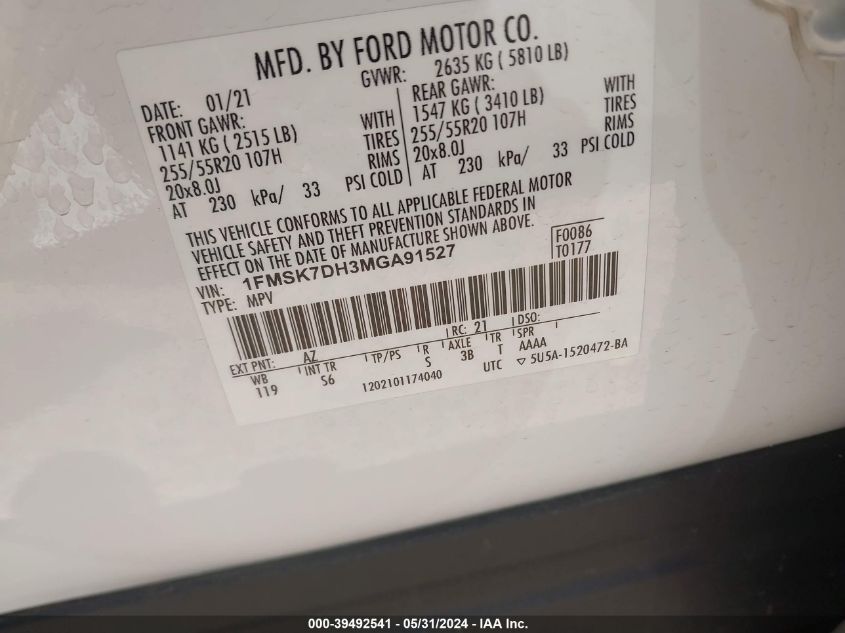 MFD. BY FORD MOTOR CO.
DATE: 01/21 GVWR: 2635 KG ( 5810 LB)
FRONT GAWR: REAR GAWR:
1141 KG ( 2515 LB) WITH 1547 KG ( 3410 LB) WITH
255/55R20 107H TIRES 255/55R20 107H TIRES
20x8.0J RIMS 20x8.0J RIMS
AT 230 kPa/ 33 PSI COLD AT 230 kPa/ 33 PSI COLD
THIS VEHICLE CONFORMS TO ALL APPLICABLE FEDERAL MOTOR
VEHICLE SAFETY AND THEFT PREVENTION STANDARDS IN
EFFECT ON THE DATE OF MANUFACTURE SHOWN ABOVE.
VIN: 1FMSK7DH3MGA91527 F0086
TYPE: MPV T0177
EXT PNT: AZ RC: 21 DSO:
WB INT TR TP/PS R AXLE TR SPR
119 S6 S 3B T AAAA
1202101174040 UTC ▽ 5U5A-1520472-BA
000-39492541 / 05/31/2024 - IAA Inc.